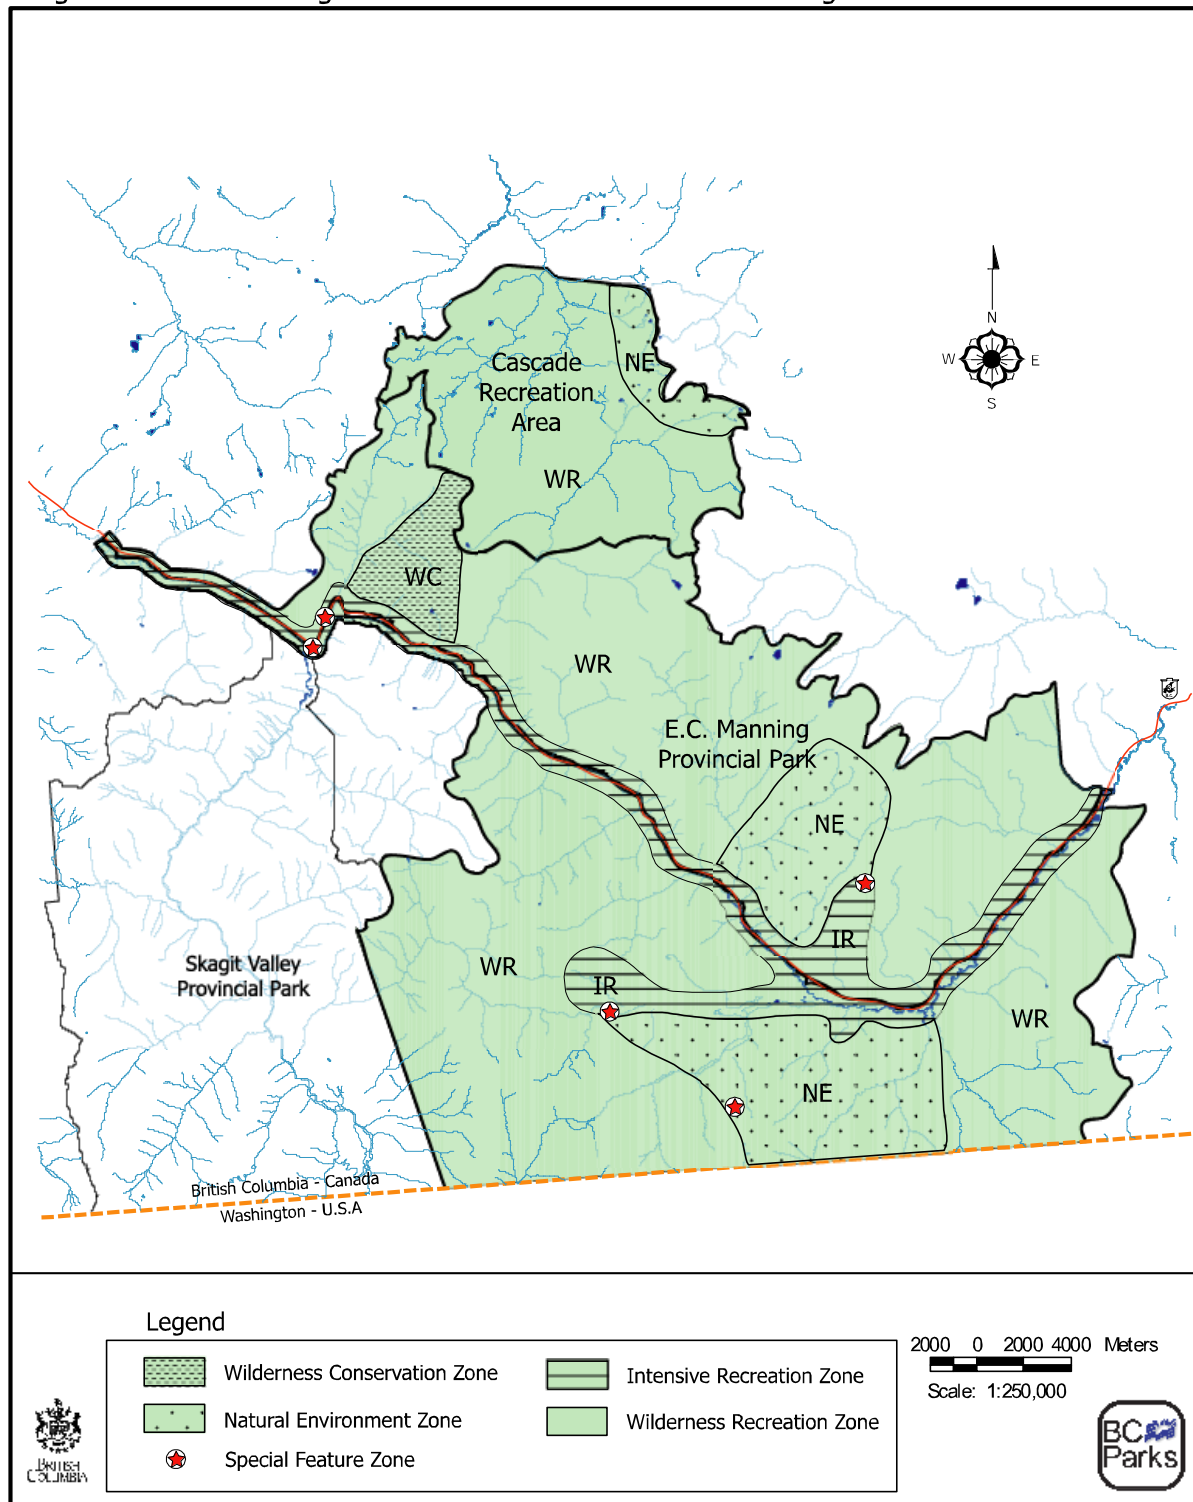 N
W
E
S
Cascade
Recreation
Area
NE
WR
WC
WR
E.C. Manning
Provincial Park
NE
IR
WR
IR
Skagit Valley
Provincial Park
WR
NE
British Columbia - Canada
Washington - U.S.A
Legend
Wilderness Conservation Zone
Intensive Recreation Zone
Natural Environment Zone
Wilderness Recreation Zone
Special Feature Zone
2000 0 2000 4000 Meters
Scale: 1:250,000
BRITISH
COLUMBIA
BC
Parks